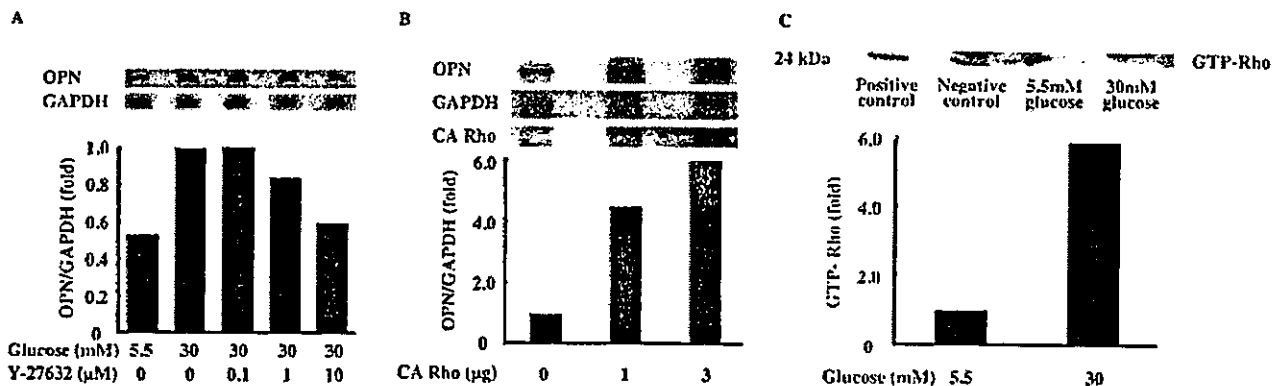 A
OPN
GAPDH
OPN/GAPDH (fold)
1.0
0.8
0.6
0.4
0.2
0
Glucose (mM) 5.5 30 30 30 30
Y-27632 (μM) 0 0 0.1 1 10
B
OPN
GAPDH
CA Rho
OPN/GAPDH (fold)
6.0
4.0
2.0
0
CA Rho (μg) 0 1 3
C
24 kDa
GTP-Rho
Positive control
Negative control
5.5mM glucose
30mM glucose
GTP- Rho (fold)
6.0
4.0
2.0
0
Glucose (mM) 5.5 30